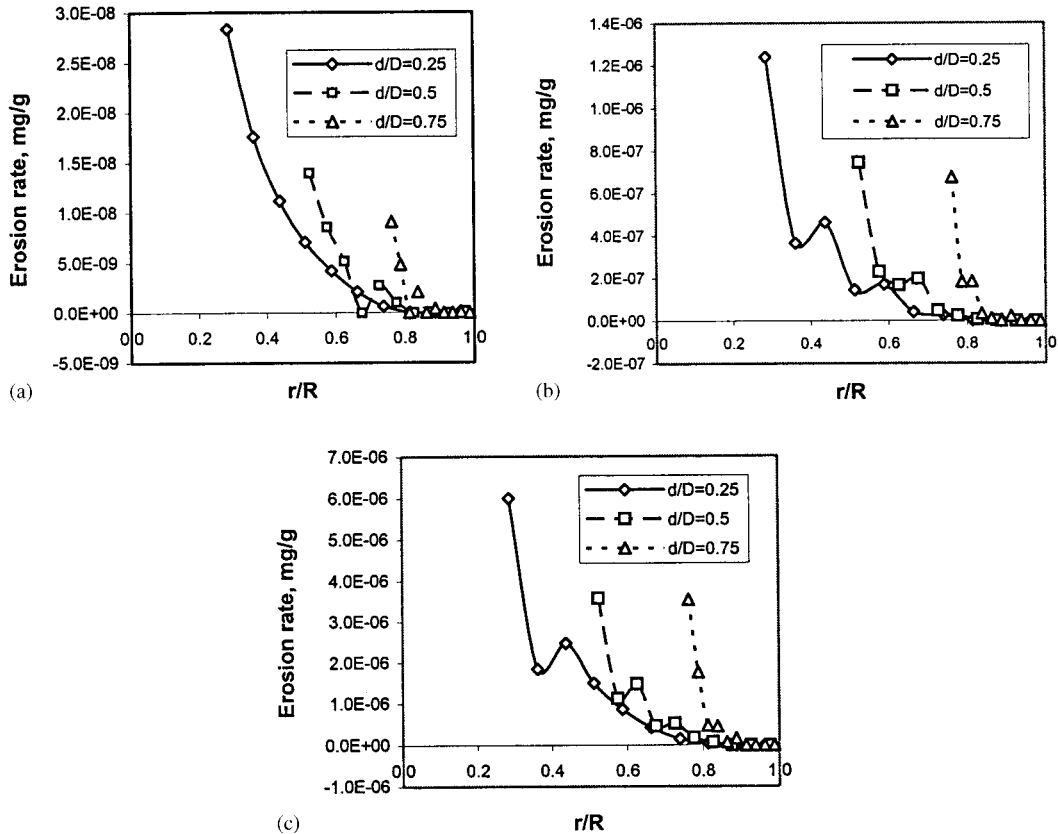 3.0E-08
2.5E-08
2.0E-08
1.5E-08
1.0E-08
5.0E-09
0.0E+00
-5.0E-09
Erosion rate, mg/g
d/D=0.25
d/D=0.5
d/D=0.75
0.0
0.2
0.4
0.6
0.8
1.0
r/R
(a)
1.4E-06
1.2E-06
1.0E-06
8.0E-07
6.0E-07
4.0E-07
2.0E-07
0.0E+00
-2.0E-07
Erosion rate, mg/g
d/D=0.25
d/D=0.5
d/D=0.75
0.0
0.2
0.4
0.6
0.8
1.0
r/R
(b)
7.0E-06
6.0E-06
5.0E-06
4.0E-06
3.0E-06
2.0E-06
1.0E-06
0.0E+00
-1.0E-06
Erosion rate, mg/g
d/D=0.25
d/D=0.5
d/D=0.75
0.0
0.2
0.4
0.6
0.8
1.0
r/R
(c)